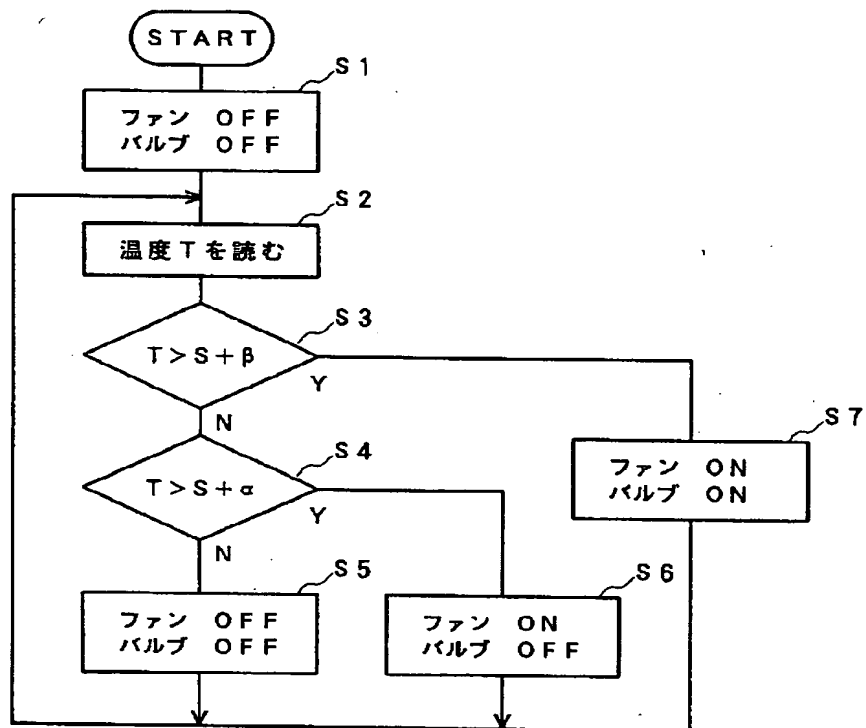 START
S1
ファン OFF
バルブ OFF
S2
温度Tを読む
S3
T>S+β
Y
N
S4
T>S+α
Y
N
S5
ファン OFF
バルブ OFF
S6
ファン ON
バルブ OFF
S7
ファン ON
バルブ ON